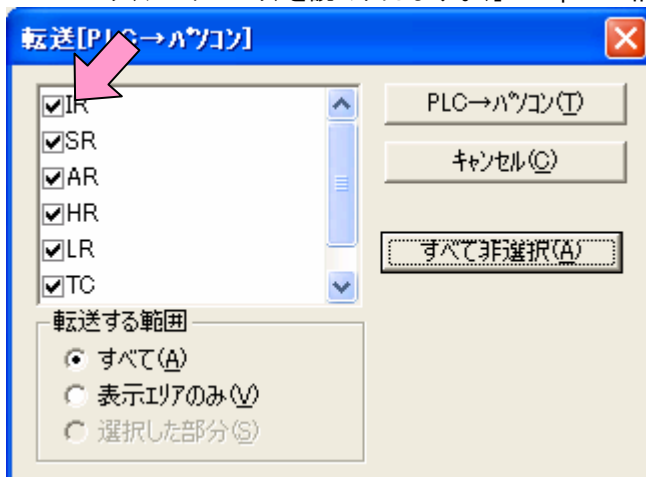 転送[PLC→パソコン]
IR
SR
AR
HR
LR
TC
PLC→パソコン(T)
キャンセル(C)
すべて非選択(A)
転送する範囲
すべて(A)
表示エリアのみ(V)
選択した部分(S)